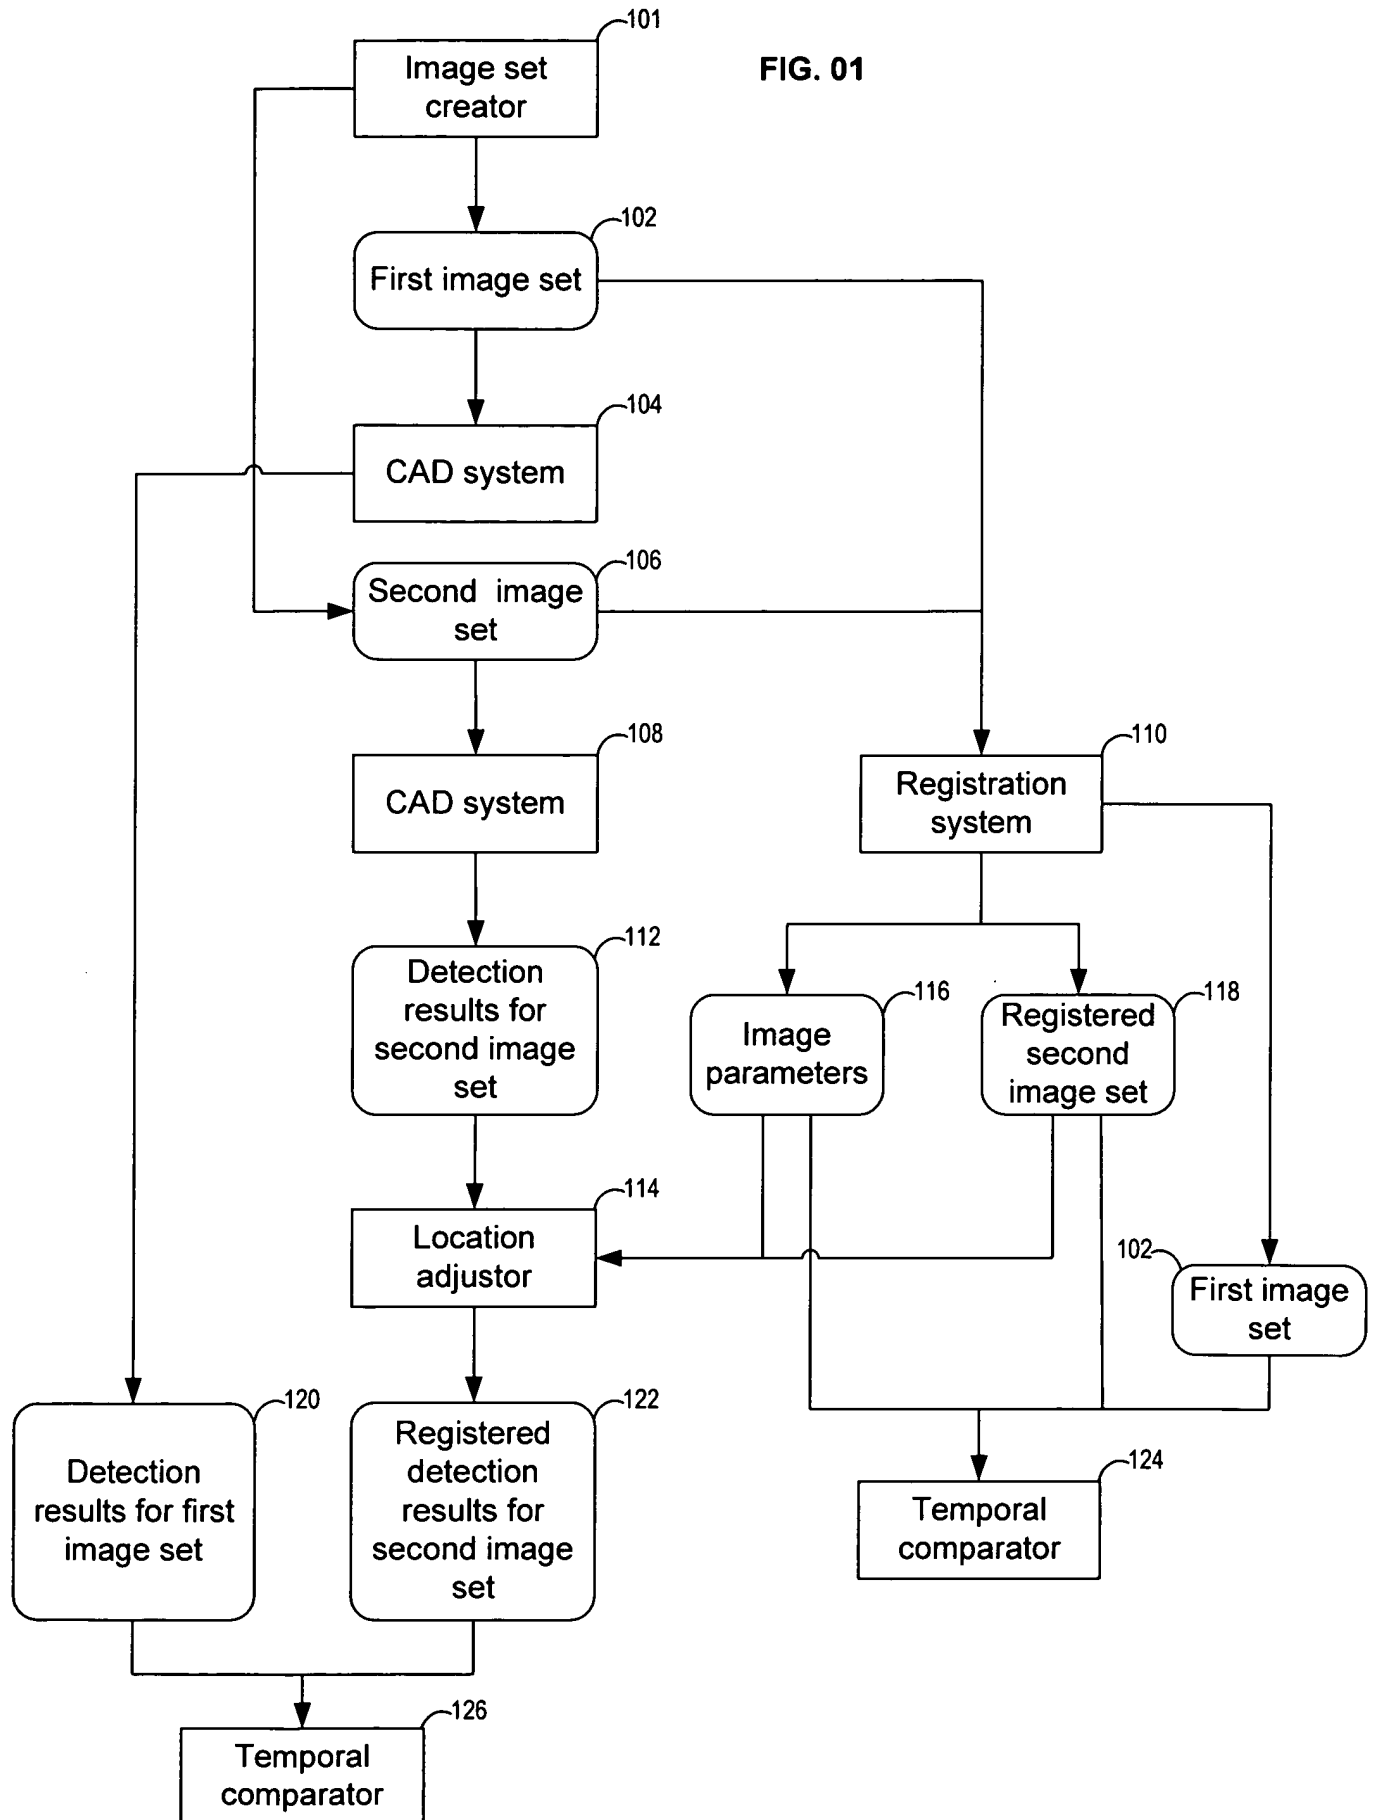 101
Image set
creator
FIG. 01
102
First image set
104
CAD system
106
Second image
set
108
CAD system
110
Registration
system
112
Detection
results for
second image
set
116
Image
parameters
118
Registered
second
image set
114
Location
adjustor
102
First image
set
120
Detection
results for first
image set
122
Registered
detection
results for
second image
set
124
Temporal
comparator
126
Temporal
comparator